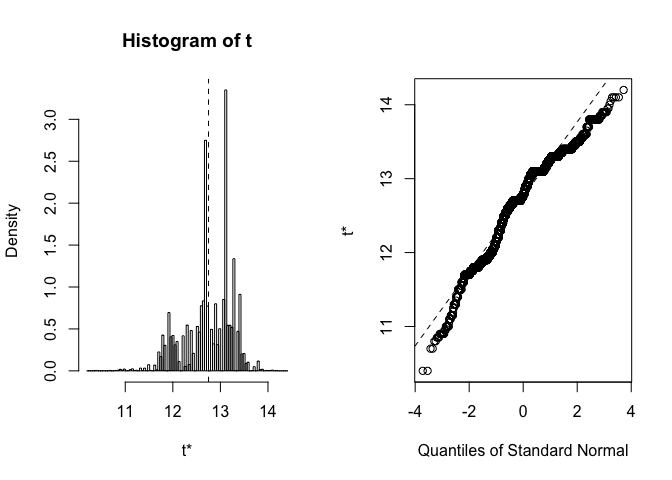 Histogram of t
Density
0.0 0.5 1.0 1.5 2.0 2.5 3.0
11 12 13 14
t*
t*
11 12 13 14
-4 -2 0 2 4
Quantiles of Standard Normal